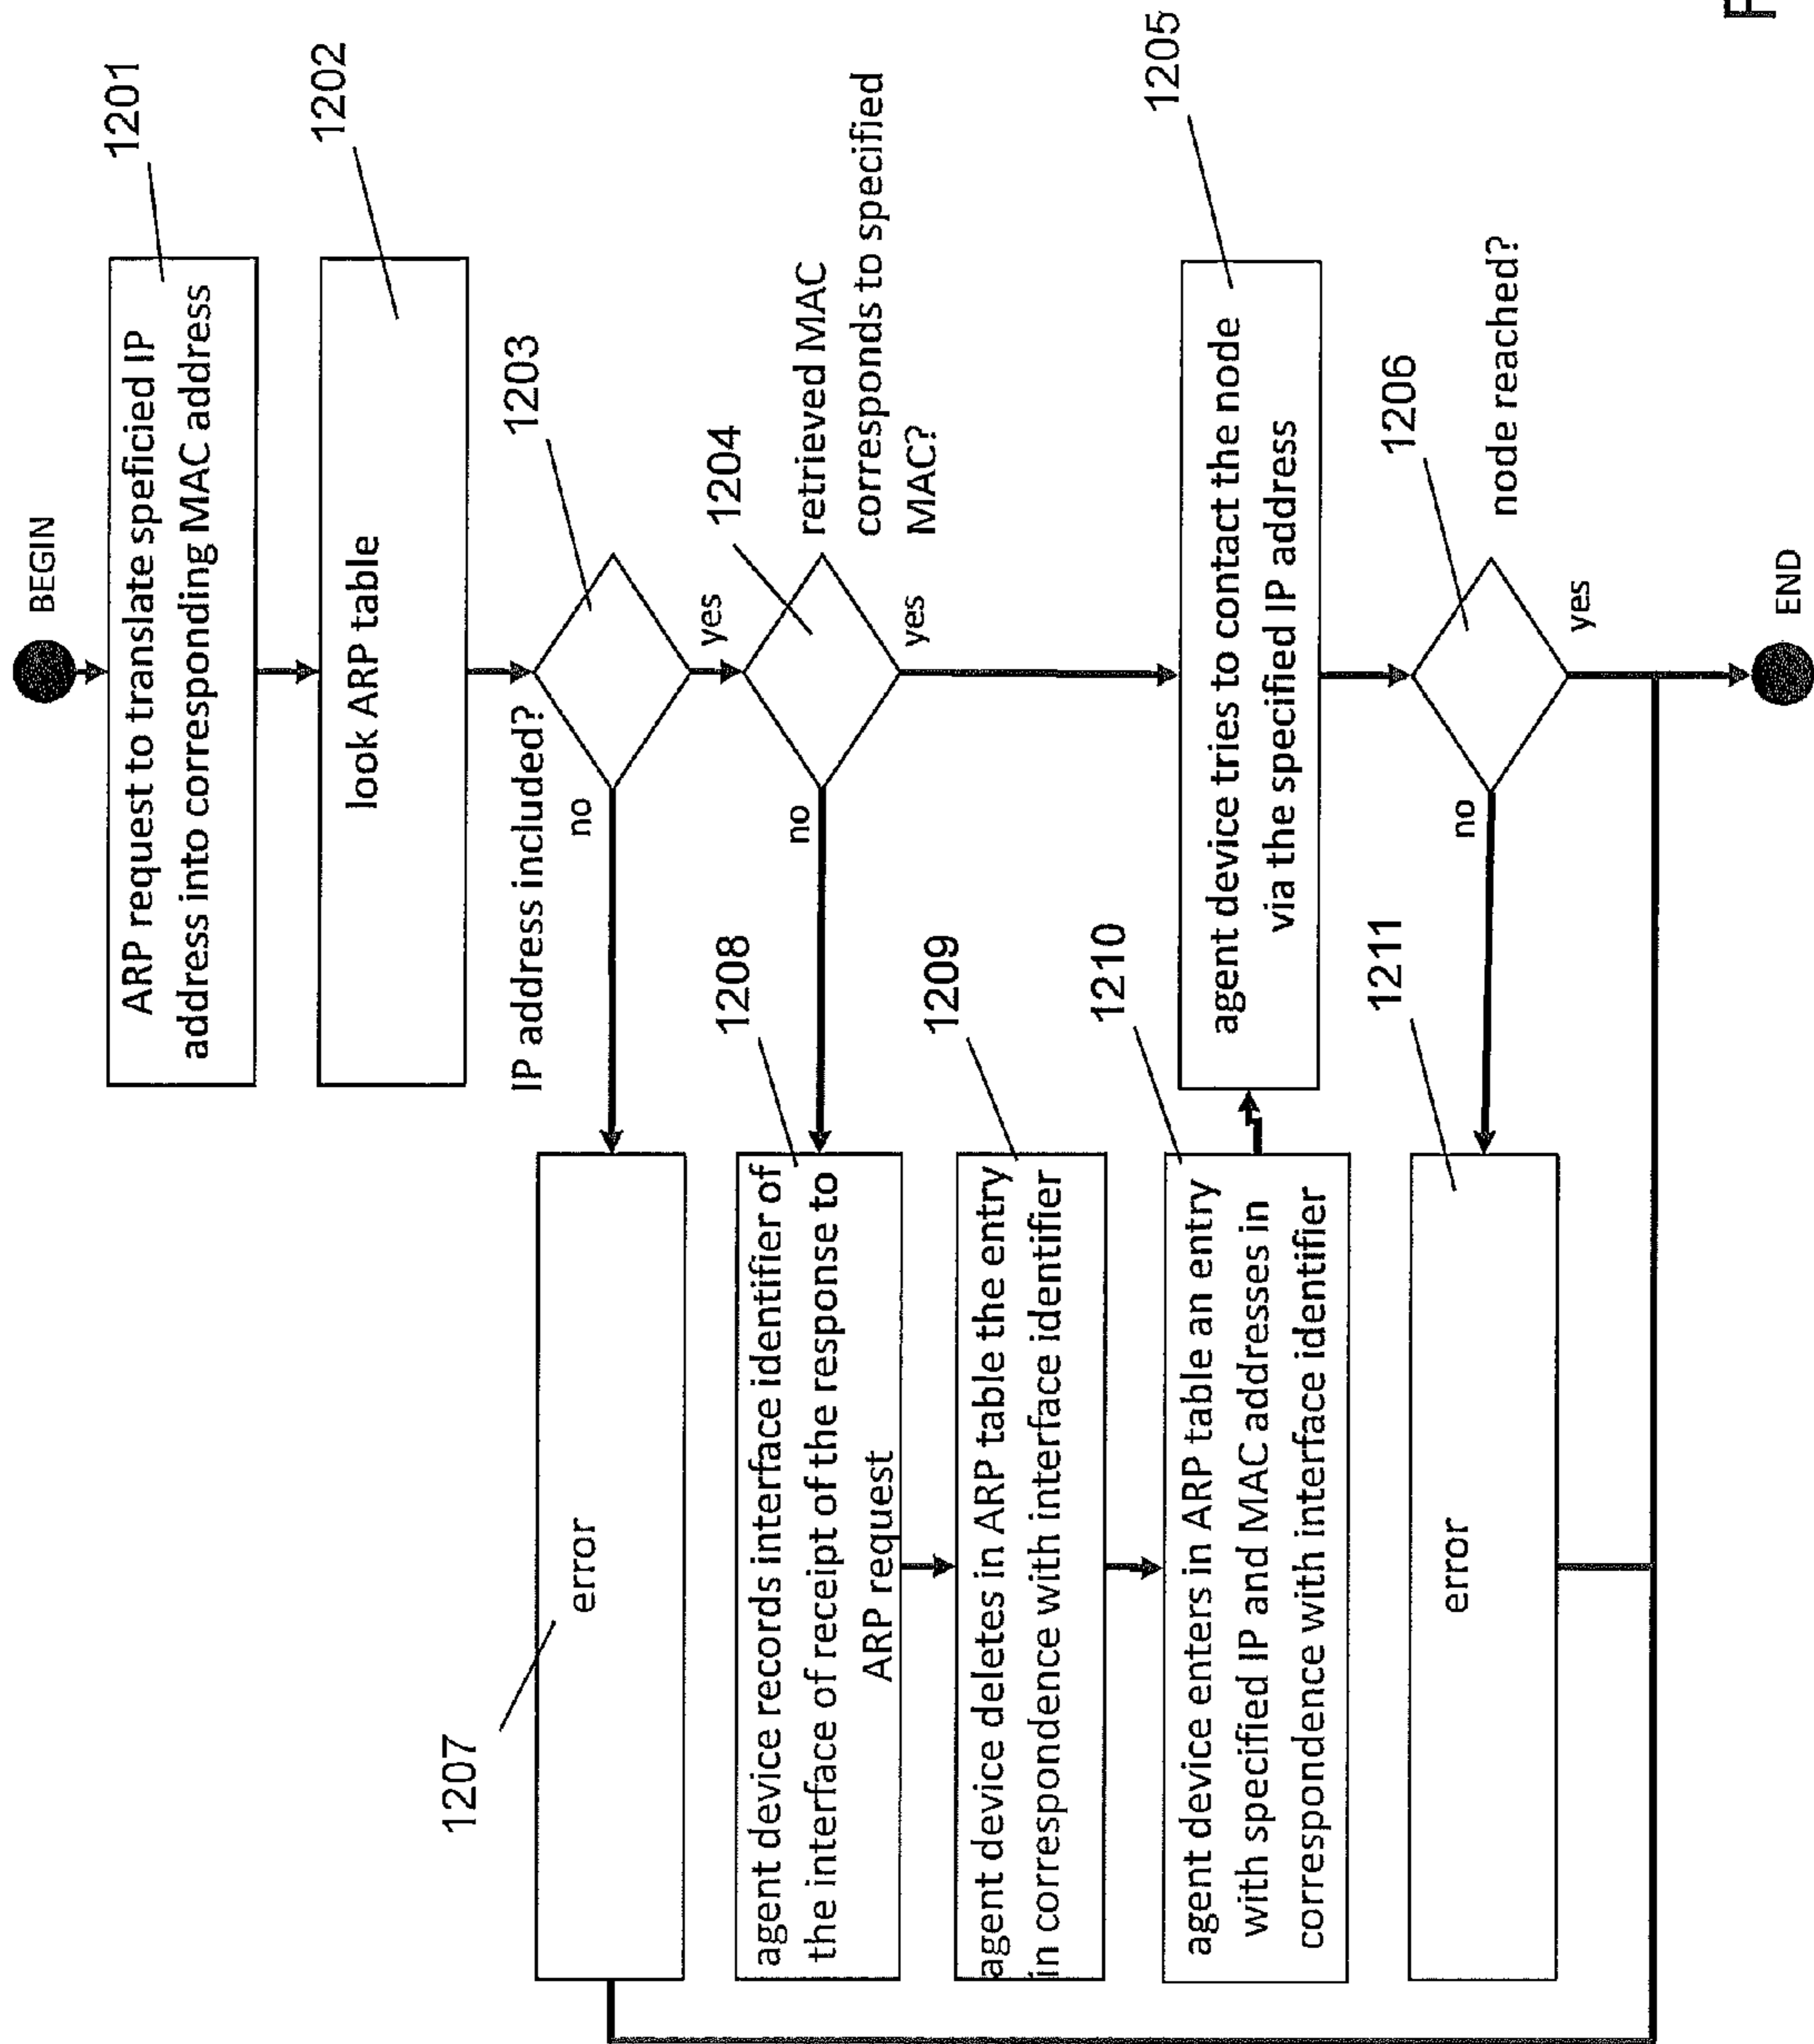 BEGIN
1201
ARP request to translate speficied IP
address into corresponding MAC address
1202
look ARP table
1203
IP address included?
no
yes
1204
retrieved MAC
corresponds to specified
MAC?
no
yes
1205
agent device tries to contact the node
via the specified IP address
1206
node reached?
no
yes
END
1207
error
1208
agent device records interface identifier of
the interface of receipt of the response to
ARP request
1209
agent device deletes in ARP table the entry
in correspondence with interface identifier
1210
agent device enters in ARP table an entry
with specified IP and MAC addresses in
correspondence with interface identifier
1211
error